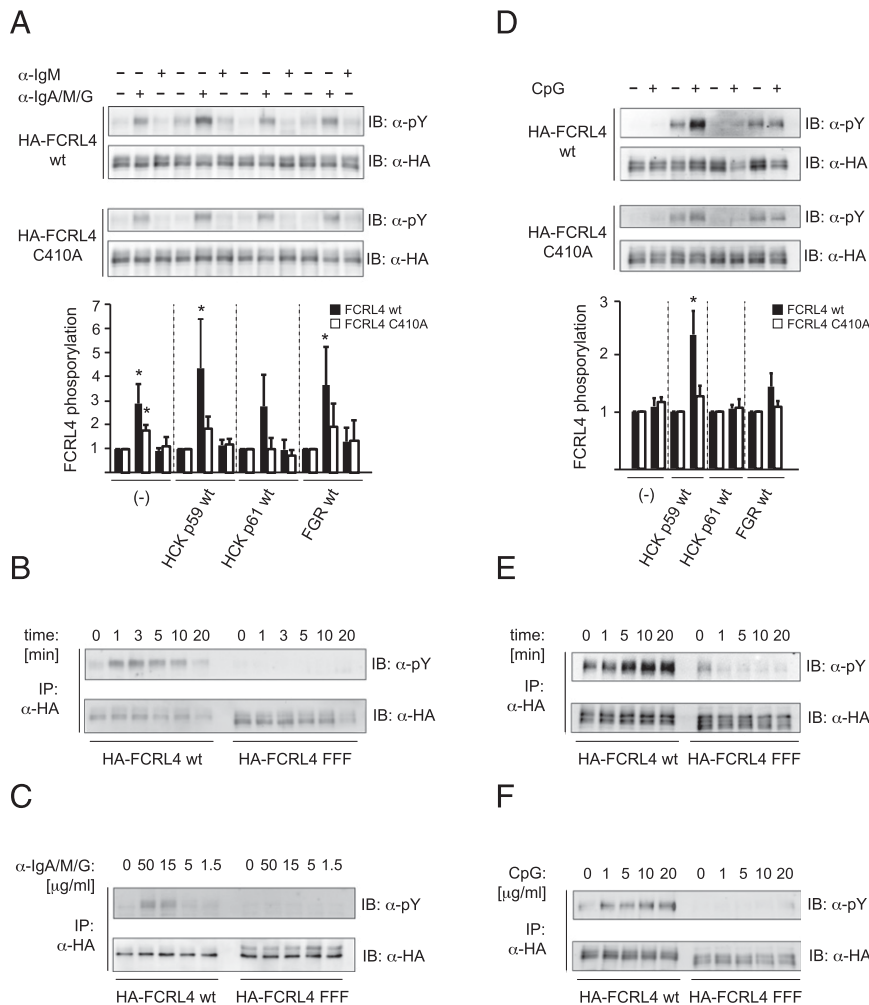 A
α-IgM - - + - - + - - + - - +
α-IgA/M/G - + - - + - - + - - + -
HA-FCRL4
wt
IB: α-pY
IB: α-HA
HA-FCRL4
C410A
IB: α-pY
IB: α-HA
FCRL4 phosporylation
7
6
5
4
3
2
1
* * * *
FCRL4 wt
FCRL4 C410A
(-)
HCK p59 wt
HCK p61 wt
FGR wt
B
time: 0 1 3 5 10 20 0 1 3 5 10 20
[min]
IP:
α-HA
IB: α-pY
IB: α-HA
HA-FCRL4 wt HA-FCRL4 FFF
C
α-IgA/M/G: 0 50 15 5 1.5 0 50 15 5 1.5
[μg/ml]
IP:
α-HA
IB: α-pY
IB: α-HA
HA-FCRL4 wt HA-FCRL4 FFF
D
CpG - + - + - + - +
HA-FCRL4
wt
IB: α-pY
IB: α-HA
HA-FCRL4
C410A
IB: α-pY
IB: α-HA
FCRL4 phosporylation
3
2
1
*
FCRL4 wt
FCRL4 C410A
(-)
HCK p59 wt
HCK p61 wt
FGR wt
E
time: 0 1 5 10 20 0 1 5 10 20
[min]
IP:
α-HA
IB: α-pY
IB: α-HA
HA-FCRL4 wt HA-FCRL4 FFF
F
CpG: 0 1 5 10 20 0 1 5 10 20
[μg/ml]
IP:
α-HA
IB: α-pY
IB: α-HA
HA-FCRL4 wt HA-FCRL4 FFF